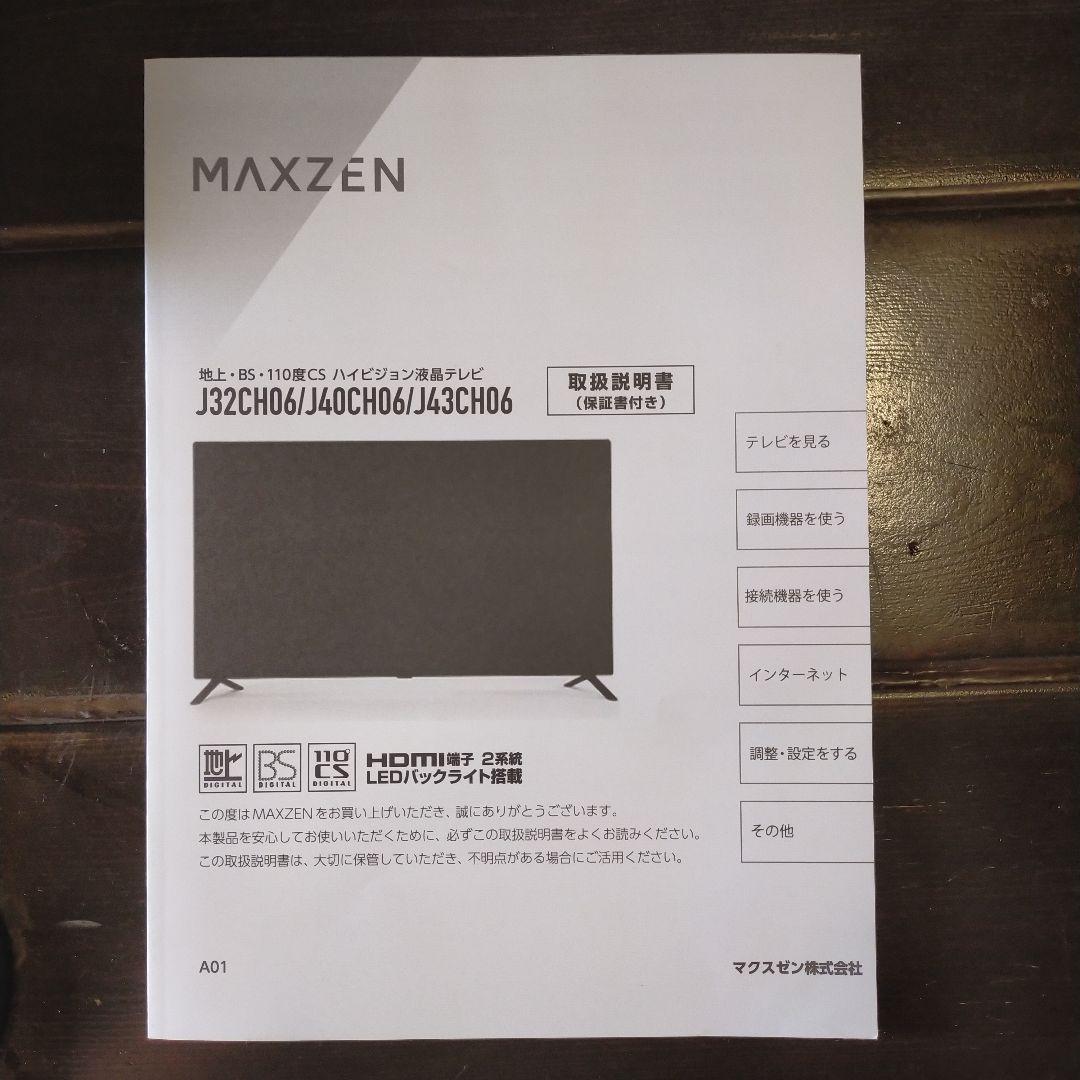 MAXZEN
地上・BS・110度CS ハイビジョン液晶テレビ
J32CH06/J40CH06/J43CH06
取扱説明書
（保証書付き）
テレビを見る
録画機器を使う
接続機器を使う
インターネット
調整・設定をする
その他
地上
DIGITAL
BS
DIGITAL
110°
CS
DIGITAL
HDMI端子 2系統
LEDバックライト搭載
この度はMAXZENをお買い上げいただき、誠にありがとうございます。
本製品を安心してお使いいただくために、必ずこの取扱説明書をよくお読みください。
この取扱説明書は、大切に保管していただき、不明点がある場合にご活用ください。
A01
マクスゼン株式会社